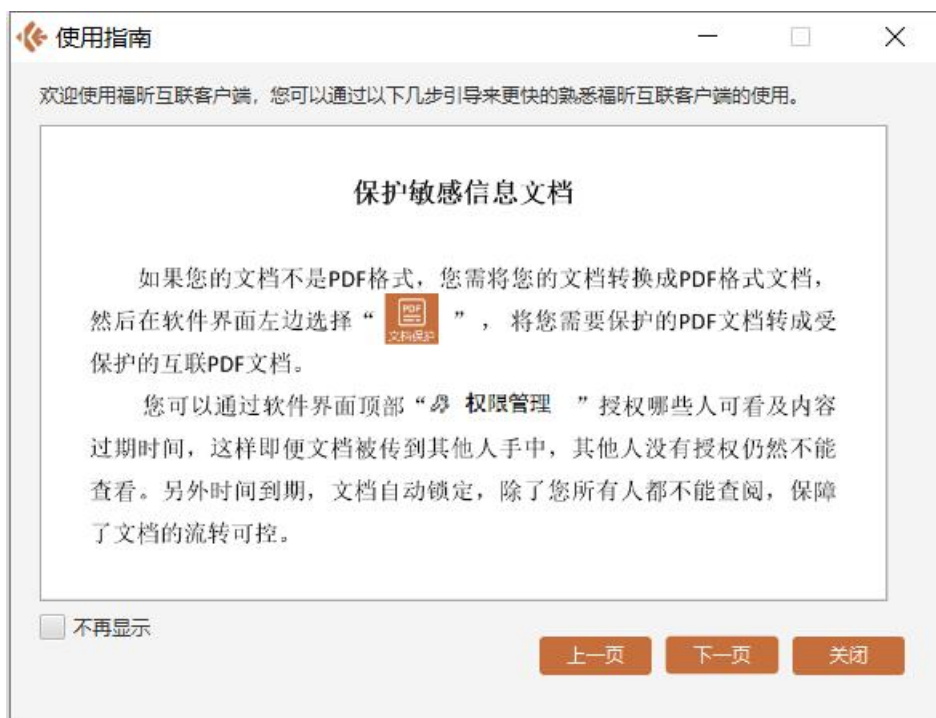 使用指南
欢迎使用福昕互联客户端，您可以通过以下几步引导来更快的熟悉福昕互联客户端的使用。
保护敏感信息文档
如果您的文档不是PDF格式，您需将您的文档转换成PDF格式文档，
然后在软件界面左边选择“ PDF 文档保护 ”，将您需要保护的PDF文档转成受
保护的互联PDF文档。
您可以通过软件界面顶部“ 权限管理 ”授权哪些人可看及内容
过期时间，这样即便文档被传到其他人手中，其他人没有授权仍然不能
查看。另外时间到期，文档自动锁定，除了您所有人都不能查阅，保障
了文档的流转可控。
不再显示
上一页 下一页 关闭